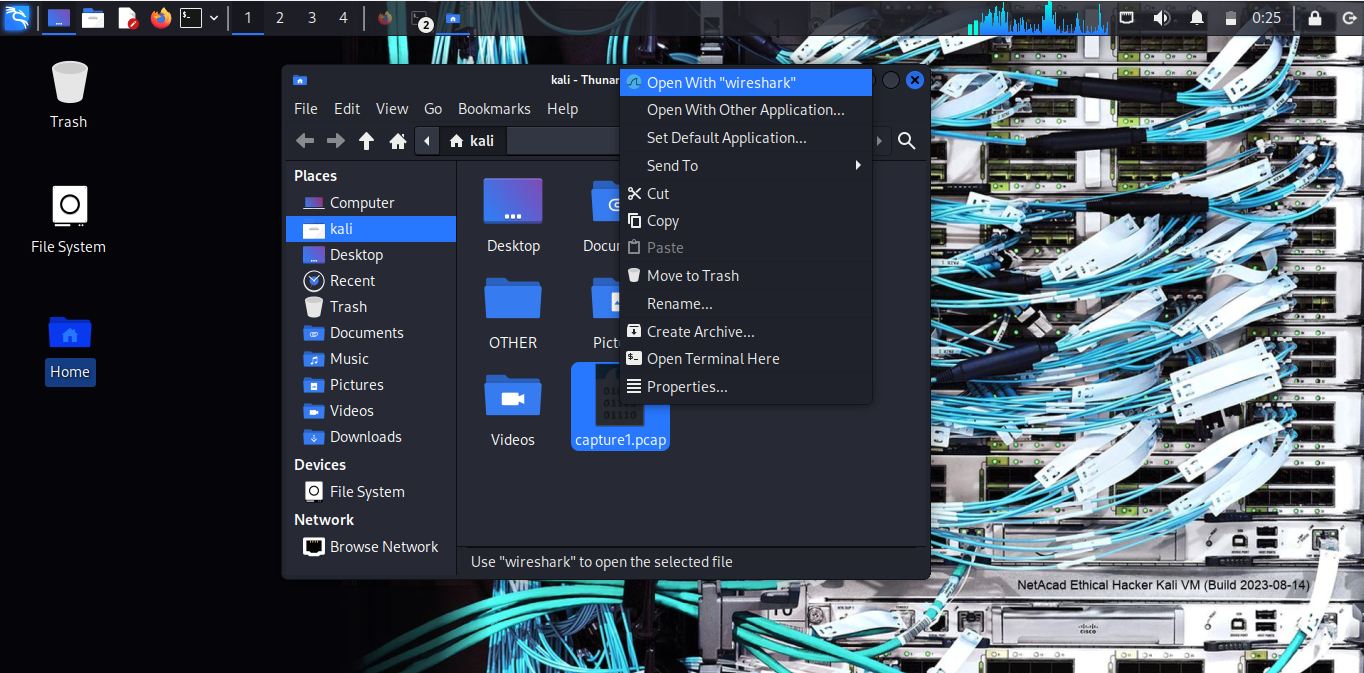 1 2 3 4 2 0:25
Trash
File System
Home
kali - Thunar
File Edit View Go Bookmarks Help
kali
Places
Computer
kali
Desktop
Recent
Trash
Documents
Music
Pictures
Videos
Downloads
Devices
File System
Network
Browse Network
Desktop
OTHER
Videos
capture1.pcap
Open With "wireshark"
Open With Other Application...
Set Default Application...
Send To
Cut
Copy
Paste
Move to Trash
Rename...
Create Archive...
Open Terminal Here
Properties...
Use "wireshark" to open the selected file
NetAcad Ethical Hacker Kali VM (Build 2023-08-14)
CISCO